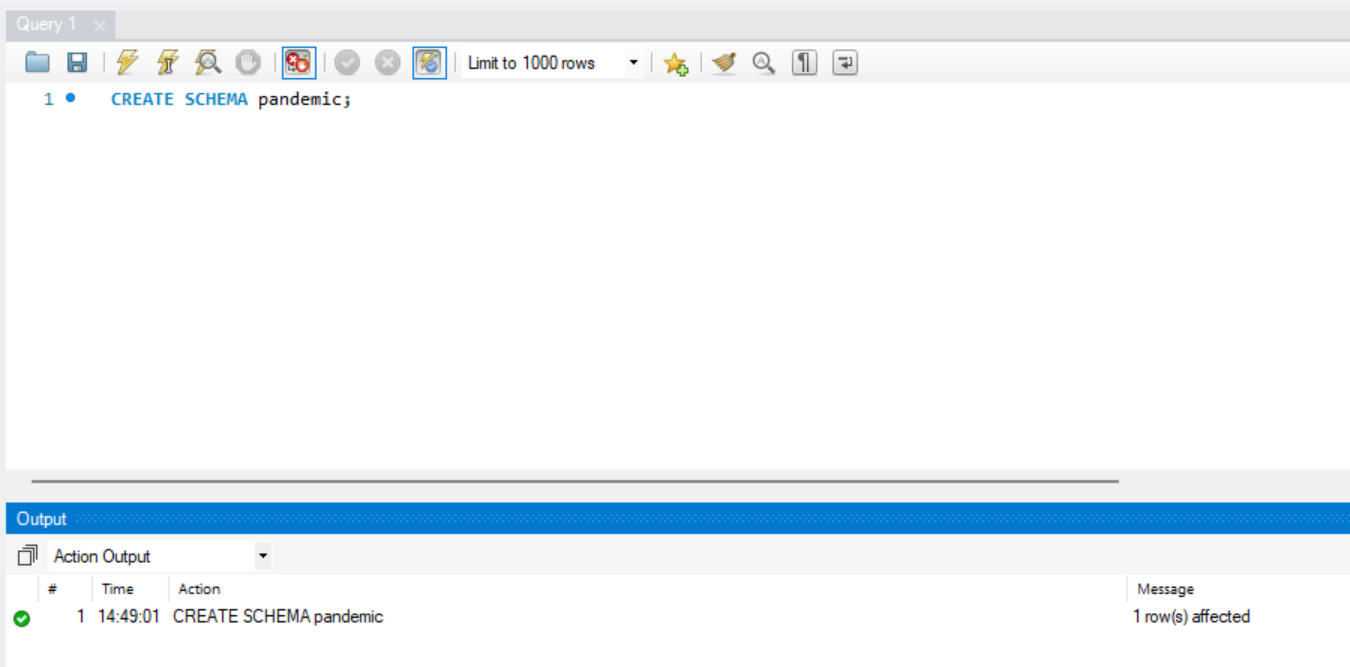 Query 1
Limit to 1000 rows
1 CREATE SCHEMA pandemic;
Output
Action Output
# Time Action Message
1 14:49:01 CREATE SCHEMA pandemic 1 row(s) affected